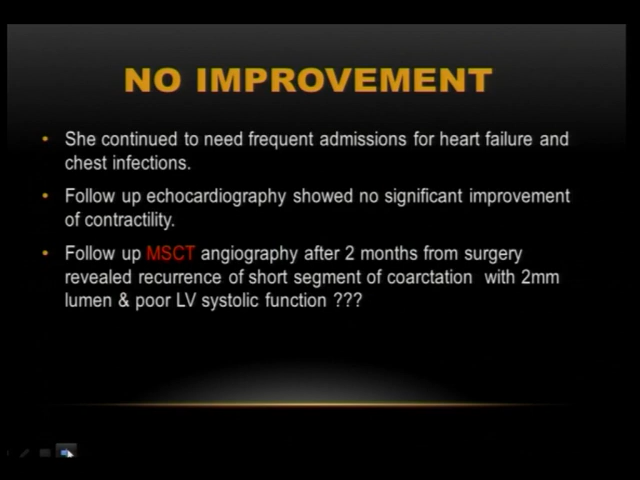 NO IMPROVEMENT
• She continued to need frequent admissions for heart failure and
chest infections.
• Follow up echocardiography showed no significant improvement
of contractility.
• Follow up MSCT angiography after 2 months from surgery
revealed recurrence of short segment of coarctation with 2mm
lumen & poor LV systolic function ???